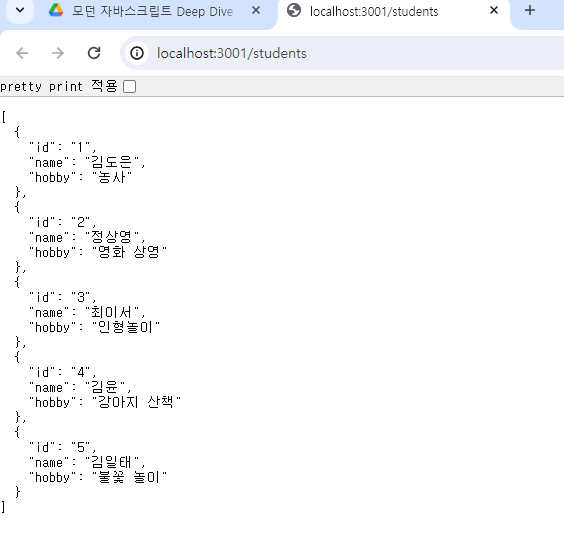 모던 자바스크립트 Deep Dive
localhost:3001/students
localhost:3001/students
pretty print 적용
[
  {
    "id": "1",
    "name": "김도은",
    "hobby": "농사"
  },
  {
    "id": "2",
    "name": "정상영",
    "hobby": "영화 상영"
  },
  {
    "id": "3",
    "name": "최이서",
    "hobby": "인형놀이"
  },
  {
    "id": "4",
    "name": "김윤",
    "hobby": "강아지 산책"
  },
  {
    "id": "5",
    "name": "김일태",
    "hobby": "불꽃 놀이"
  }
]